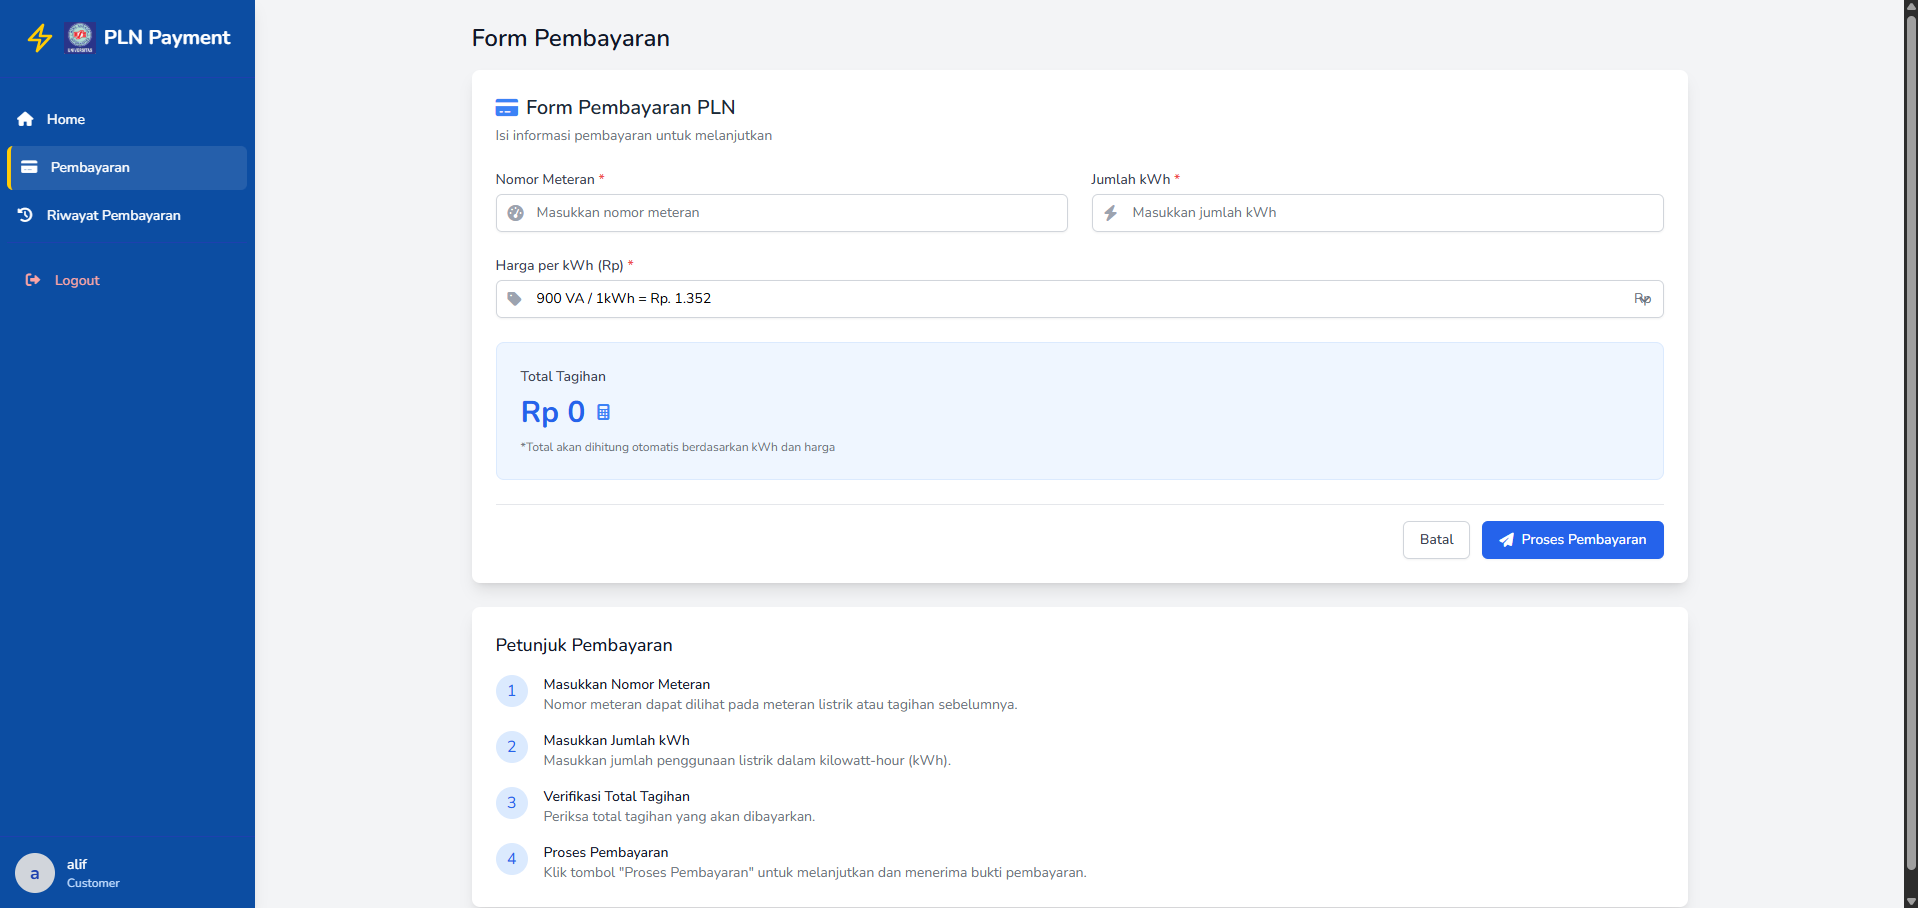 UNIVERSITAS
PLN Payment
Home
Pembayaran
Riwayat Pembayaran
Logout
a
alif
Customer
Form Pembayaran
Form Pembayaran PLN
Isi informasi pembayaran untuk melanjutkan
Nomor Meteran *
Masukkan nomor meteran
Jumlah kWh *
Masukkan jumlah kWh
Harga per kWh (Rp) *
900 VA / 1kWh = Rp. 1.352
Rp
Total Tagihan
Rp 0
*Total akan dihitung otomatis berdasarkan kWh dan harga
Batal
Proses Pembayaran
Petunjuk Pembayaran
1
Masukkan Nomor Meteran
Nomor meteran dapat dilihat pada meteran listrik atau tagihan sebelumnya.
2
Masukkan Jumlah kWh
Masukkan jumlah penggunaan listrik dalam kilowatt-hour (kWh).
3
Verifikasi Total Tagihan
Periksa total tagihan yang akan dibayarkan.
4
Proses Pembayaran
Klik tombol "Proses Pembayaran" untuk melanjutkan dan menerima bukti pembayaran.